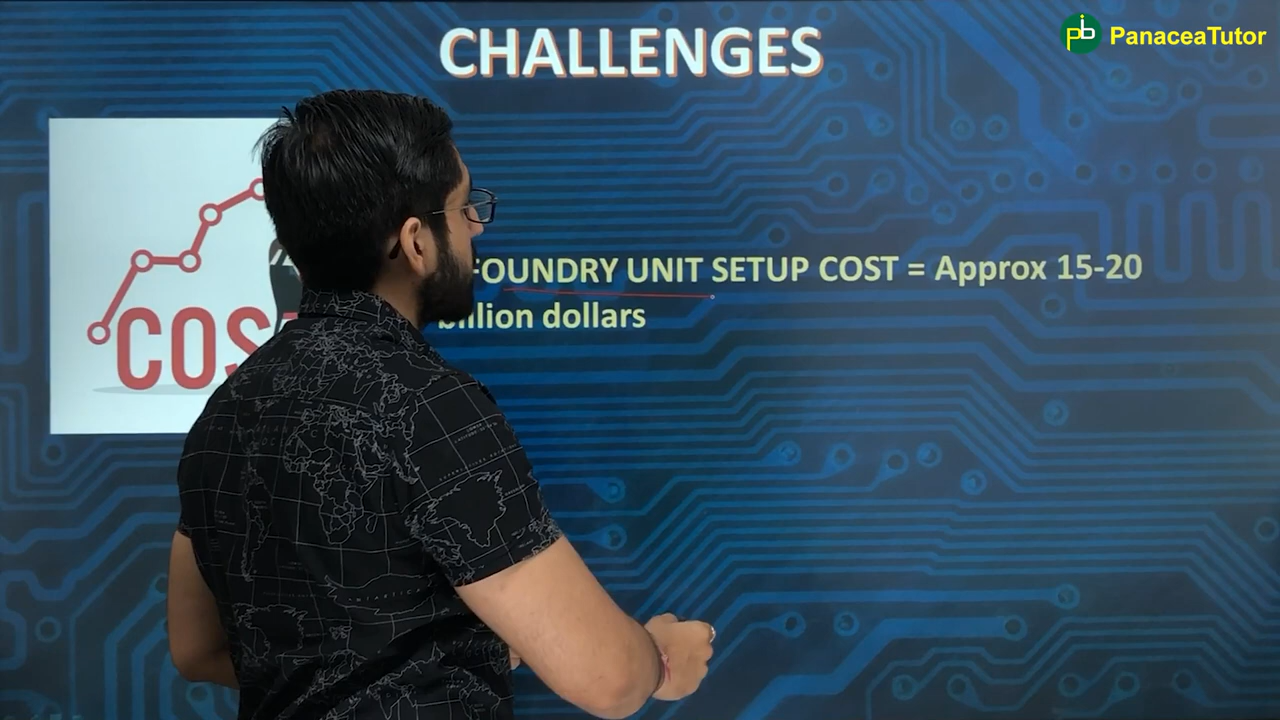 CHALLENGES
PanaceaTutor
COS
FOUNDRY UNIT SETUP COST = Approx 15-20
billion dollars